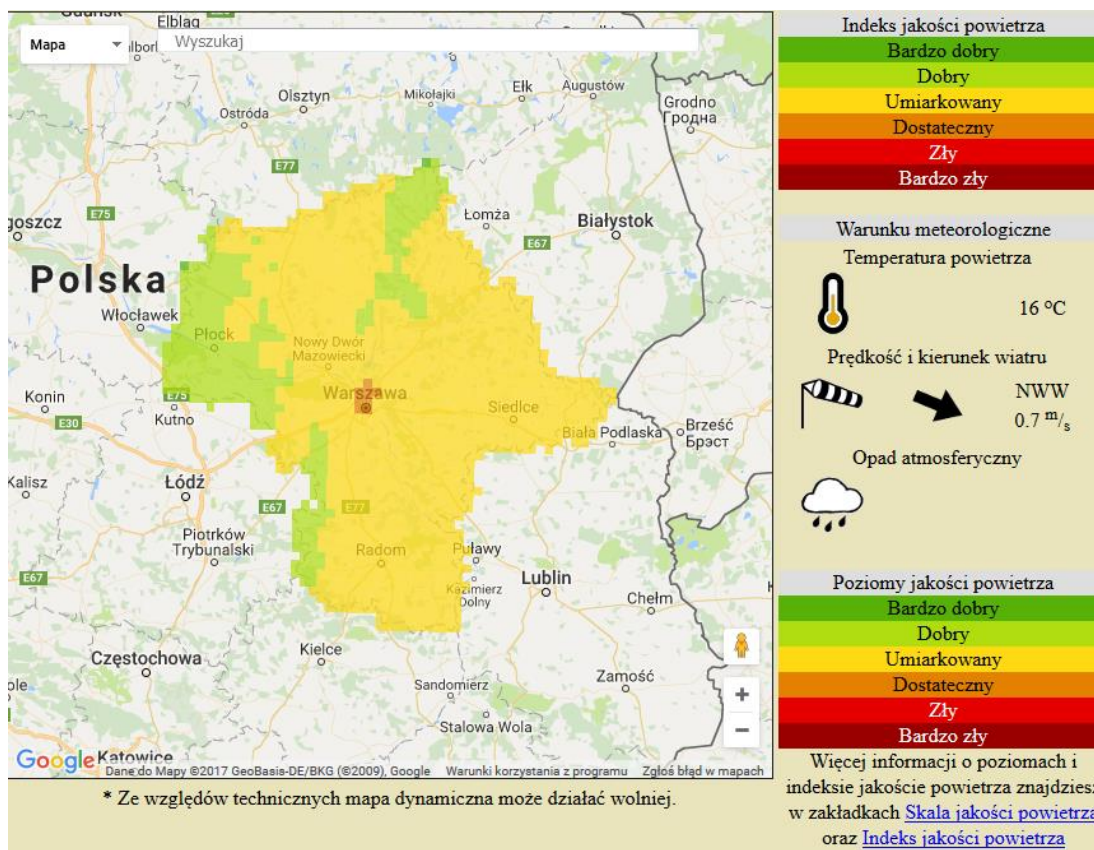 Elbląg
Mapa
Wyszukaj
Olsztyn
Mikołajki
Ełk
Augustów
Ostróda
Grodno
Гродна
E77
E75
Łomża
Białystok
E67
Polska
Włocławek
Płock
Nowy Dwór
Mazowiecki
Konin
E75
Warszawa
E30
Kutno
Siedlce
Biała Podlaska
Brześć
Брэст
Kalisz
Łódź
E67
E77
Piotrków
Trybunalski
Radom
Puławy
E67
Kazimierz
Dolny
Lublin
Chełm
Częstochowa
Kielce
Zamość
Sandomierz
Stalowa Wola
Google
Katowice
Dane do Mapy ©2017 GeoBasis-DE/BKG (©2009), Google Warunki korzystania z programu Zgłoś błąd w mapach
* Ze względów technicznych mapa dynamiczna może działać wolniej.
Indeks jakości powietrza
Bardzo dobry
Dobry
Umiarkowany
Dostateczny
Zły
Bardzo zły
Warunku meteorologiczne
Temperatura powietrza
16 °C
Prędkość i kierunek wiatru
NWW
0.7 m/s
Opad atmosferyczny
Poziomy jakości powietrza
Bardzo dobry
Dobry
Umiarkowany
Dostateczny
Zły
Bardzo zły
Więcej informacji o poziomach i
indeksie jakoście powietrza znajdziesz
w zakładkach Skala jakości powietrza
oraz Indeks jakości powietrza